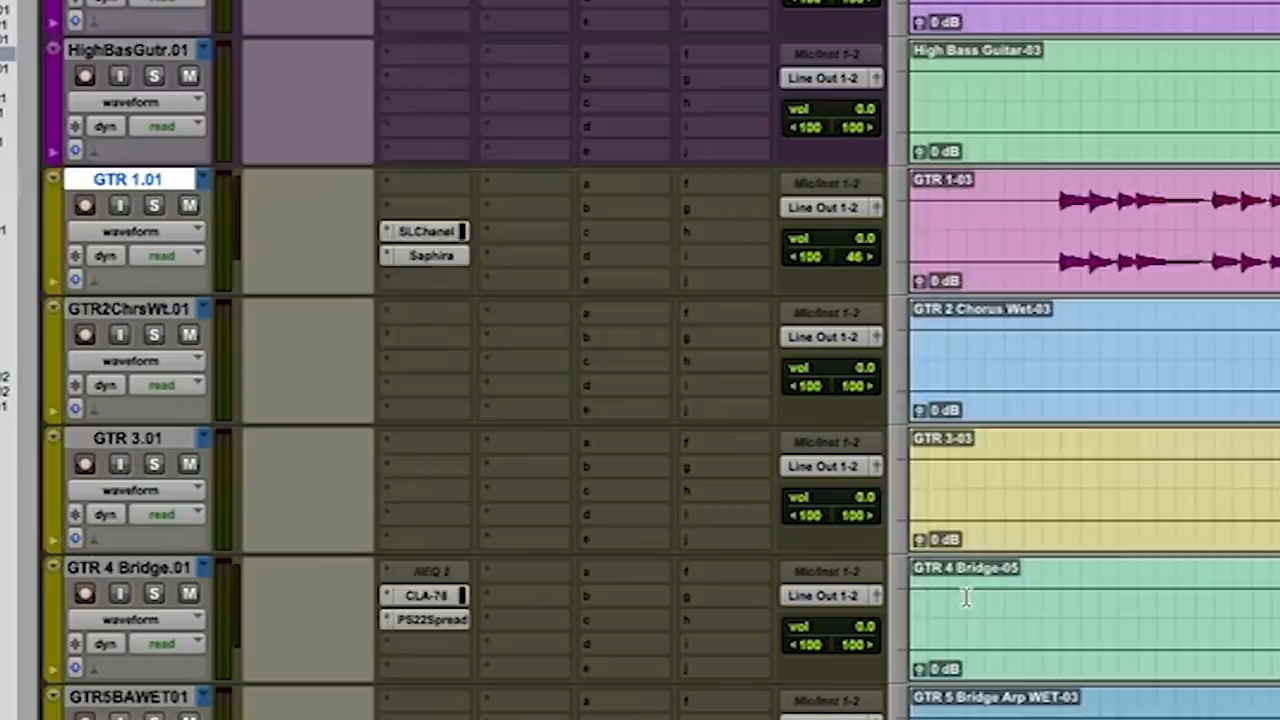 read
0 dB
HighBasGutr.01
I S M
waveform
dyn read
a f
b g
c h
d i
e j
Mic/Inst 1-2
Line Out 1-2
vol 0.0
100 100
High Bass Guitar-03
0 dB
GTR 1.01
I S M
waveform
dyn read
SLChanel
Saphira
a f
b g
c h
d i
e j
Mic/Inst 1-2
Line Out 1-2
vol 0.0
100 46
GTR 1-03
0 dB
GTR2ChrsWt.01
I S M
waveform
dyn read
a f
b g
c h
d i
e j
Mic/Inst 1-2
Line Out 1-2
vol 0.0
100 100
GTR 2 Chorus Wet-03
0 dB
GTR 3.01
I S M
waveform
dyn read
a f
b g
c h
d i
e j
Mic/Inst 1-2
Line Out 1-2
vol 0.0
100 100
GTR 3-03
0 dB
GTR 4 Bridge.01
I S M
waveform
dyn read
REQ 2
CLA-76
PS22Spread
a f
b g
c h
d i
e j
Mic/Inst 1-2
Line Out 1-2
vol 0.0
100 100
GTR 4 Bridge-05
0 dB
GTR5BAWET01
a f
Mic/Inst 1-2
GTR 5 Bridge Arp WET-03